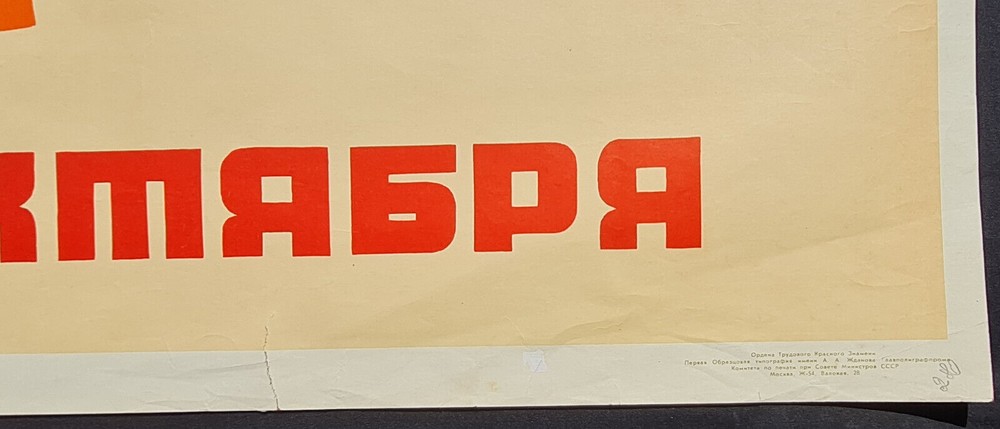 КТЯБРЯ
Ордена Трудового Красного Знамени
Первая Образцовая типография имени А. А. Жданова Главполиграфпрома
Комитета по печати при Совете Министров СССР
Москва, Ж-54, Валовая, 28